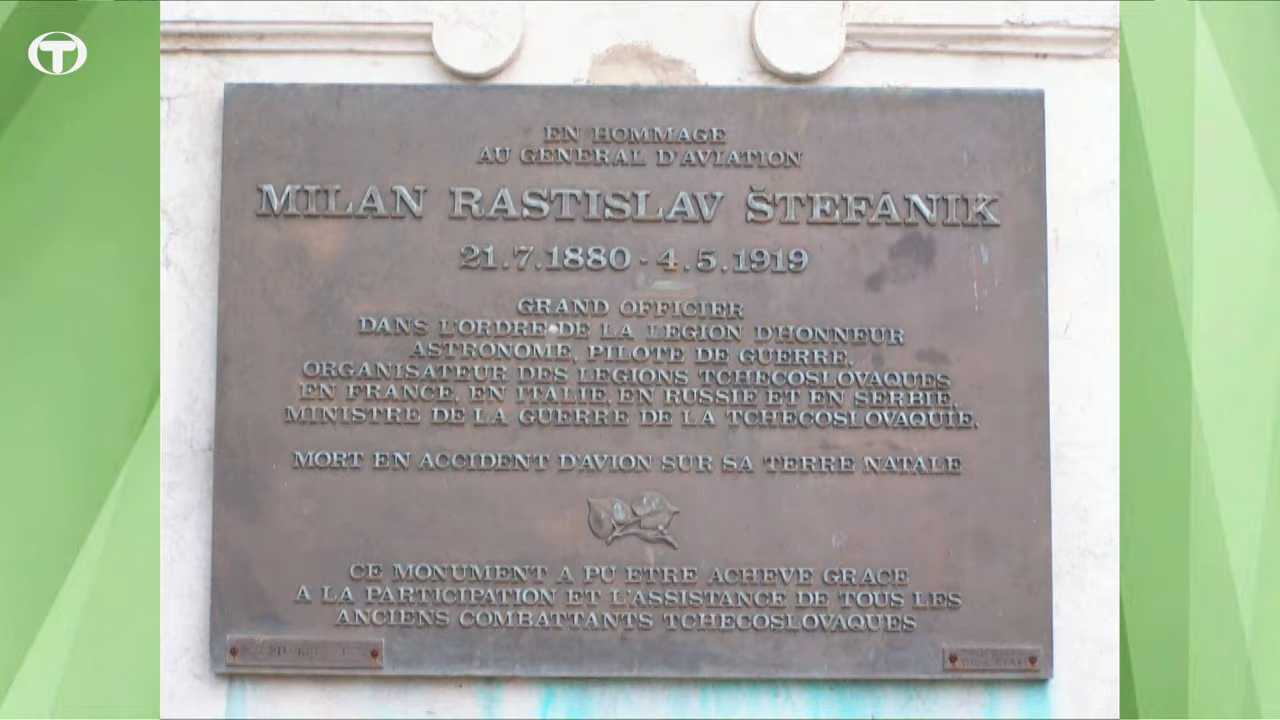 T
EN HOMMAGE
AU GENERAL D'AVIATION
MILAN RASTISLAV ŠTEFANIK
21.7.1880 - 4.5.1919
GRAND OFFICIER
DANS L'ORDRE DE LA LEGION D'HONNEUR
ASTRONOME, PILOTE DE GUERRE,
ORGANISATEUR DES LEGIONS TCHECOSLOVAQUES
EN FRANCE, EN ITALIE, EN RUSSIE ET EN SERBIE,
MINISTRE DE LA GUERRE DE LA TCHECOSLOVAQUIE.
MORT EN ACCIDENT D'AVION SUR SA TERRE NATALE
CE MONUMENT A PU ETRE ACHEVE GRACE
A LA PARTICIPATION ET L'ASSISTANCE DE TOUS LES
ANCIENS COMBATTANTS TCHECOSLOVAQUES